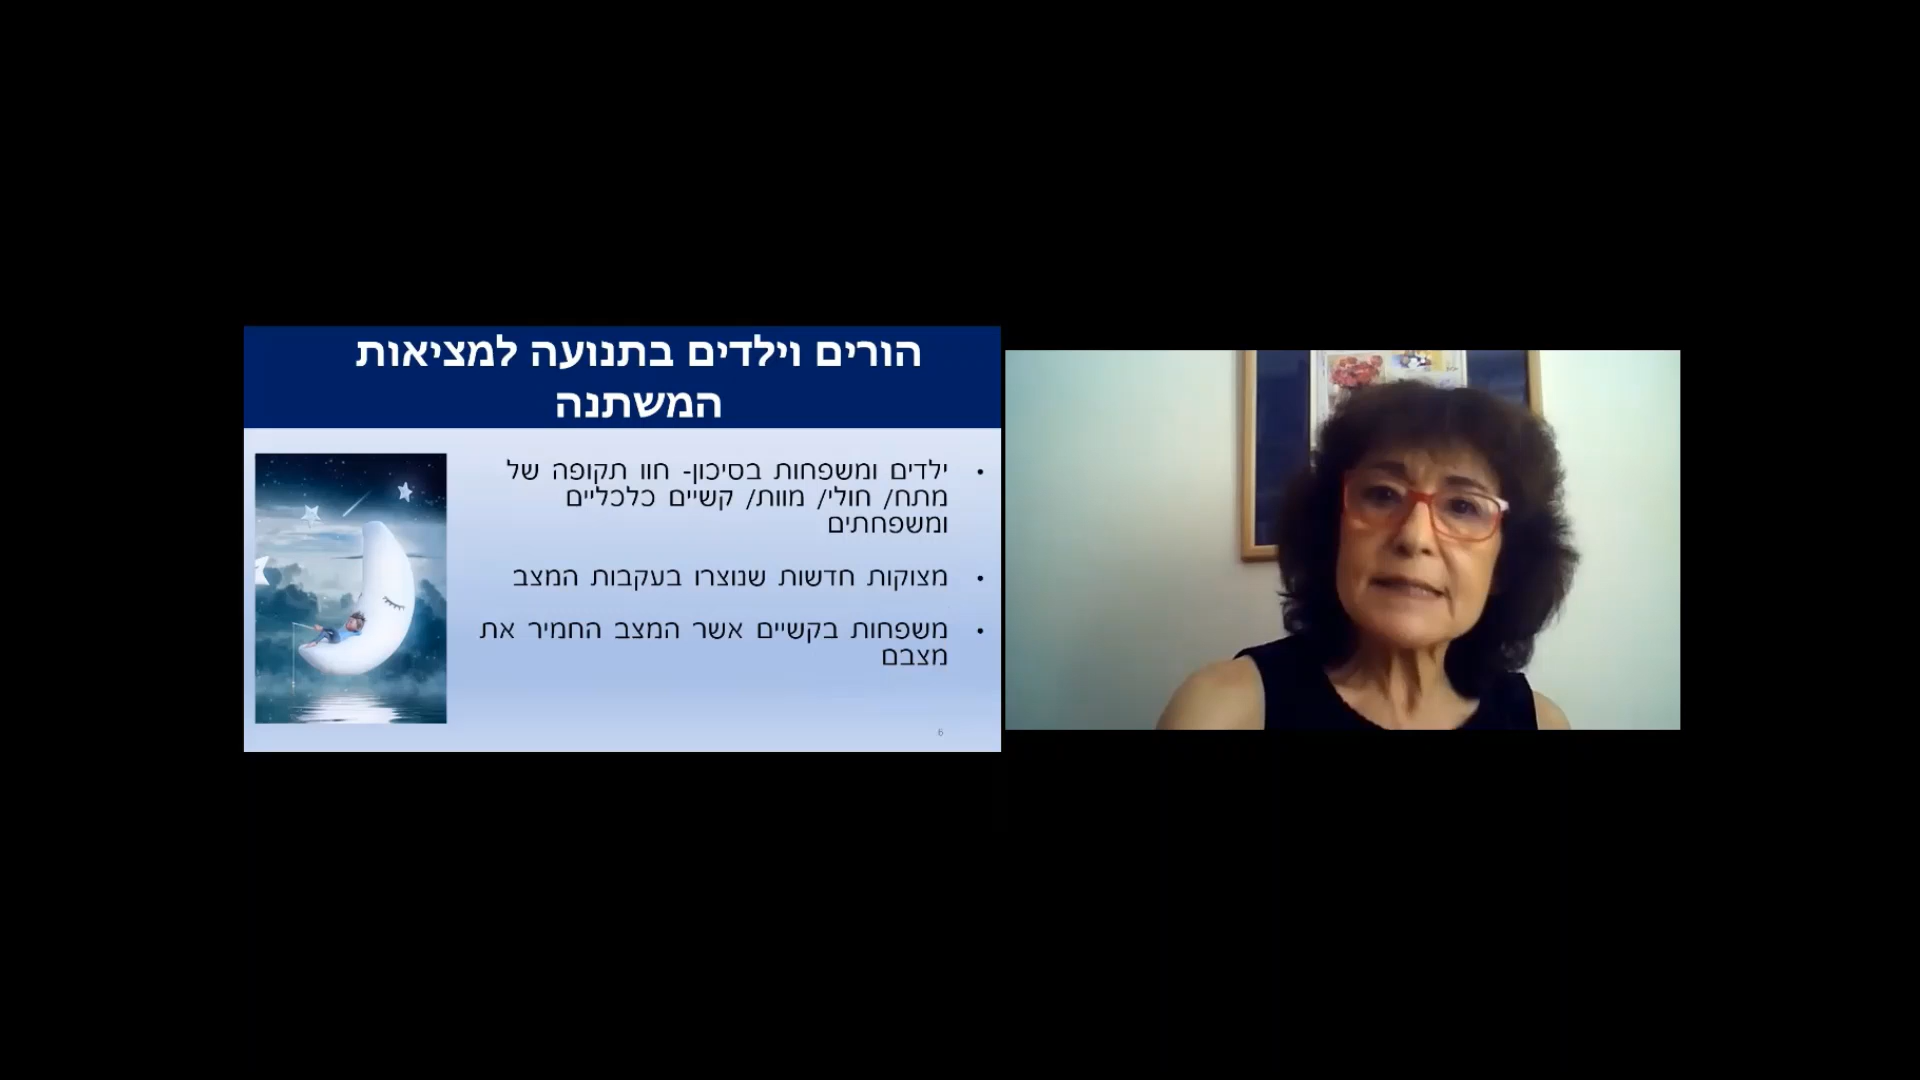 הורים וילדים בתנועה למציאות
המשתנה
• ילדים ומשפחות בסיכון- חוו תקופה של
מתח/ חולי/ מוות/ קשיים כלכליים
ומשפחתים
• מצוקות חדשות שנוצרו בעקבות המצב
• משפחות בקשיים אשר המצב החמיר את
מצבם
6